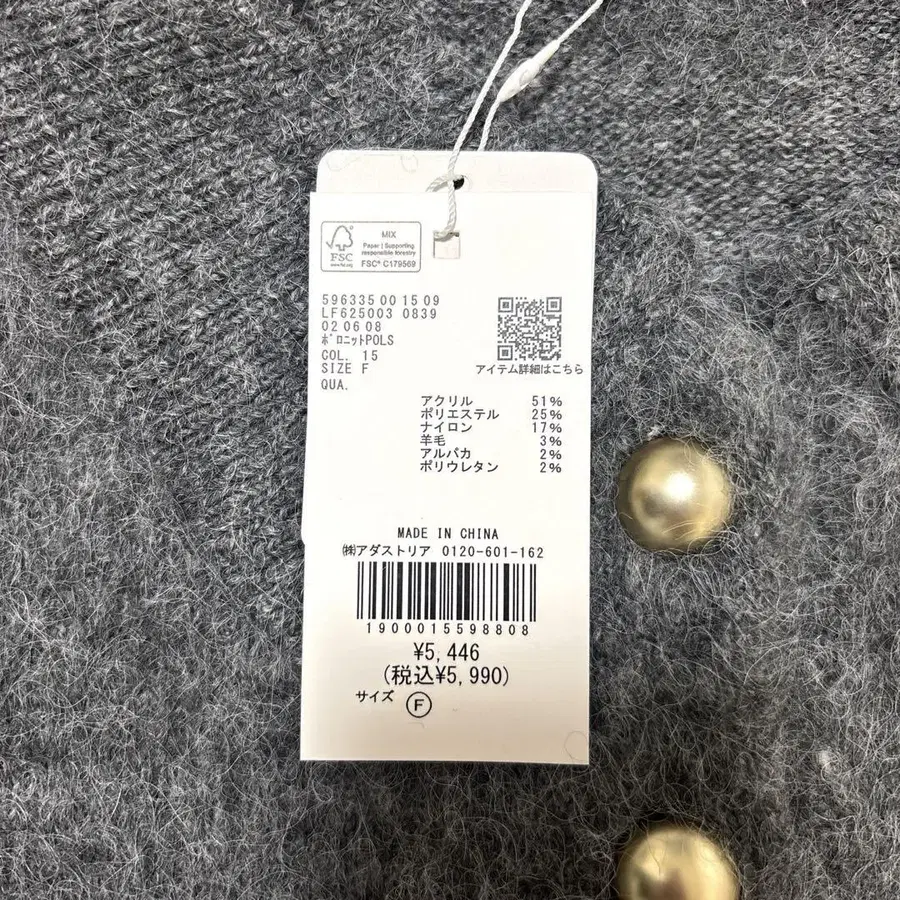 FSC
www.fsc.org
MIX
Paper | Supporting
responsible forestry
FSC® C179569
596335 00 15 09
LF625003 0839
02 06 08
ポロニットPOLS
COL. 15
SIZE F
QUA.
アイテム詳細はこちら
アクリル 51%
ポリエステル 25%
ナイロン 17%
羊毛 3%
アルパカ 2%
ポリウレタン 2%
MADE IN CHINA
㈱アダストリア 0120-601-162
1900015598808
¥5,446
(税込¥5,990)
サイズ F